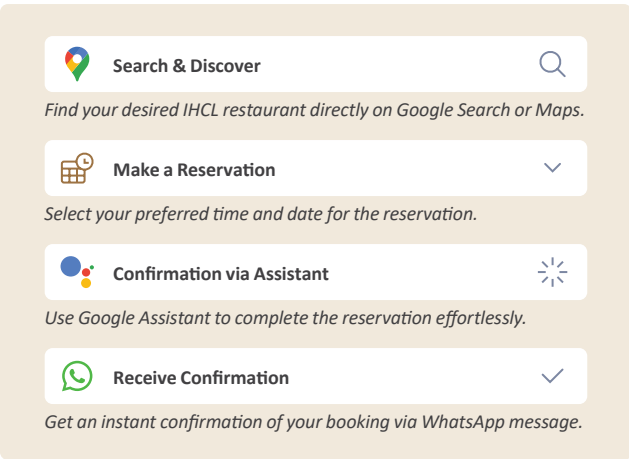 Search & Discover
Find your desired IHCL restaurant directly on Google Search or Maps.
Make a Reservation
Select your preferred time and date for the reservation.
Confirmation via Assistant
Use Google Assistant to complete the reservation effortlessly.
Receive Confirmation
Get an instant confirmation of your booking via WhatsApp message.